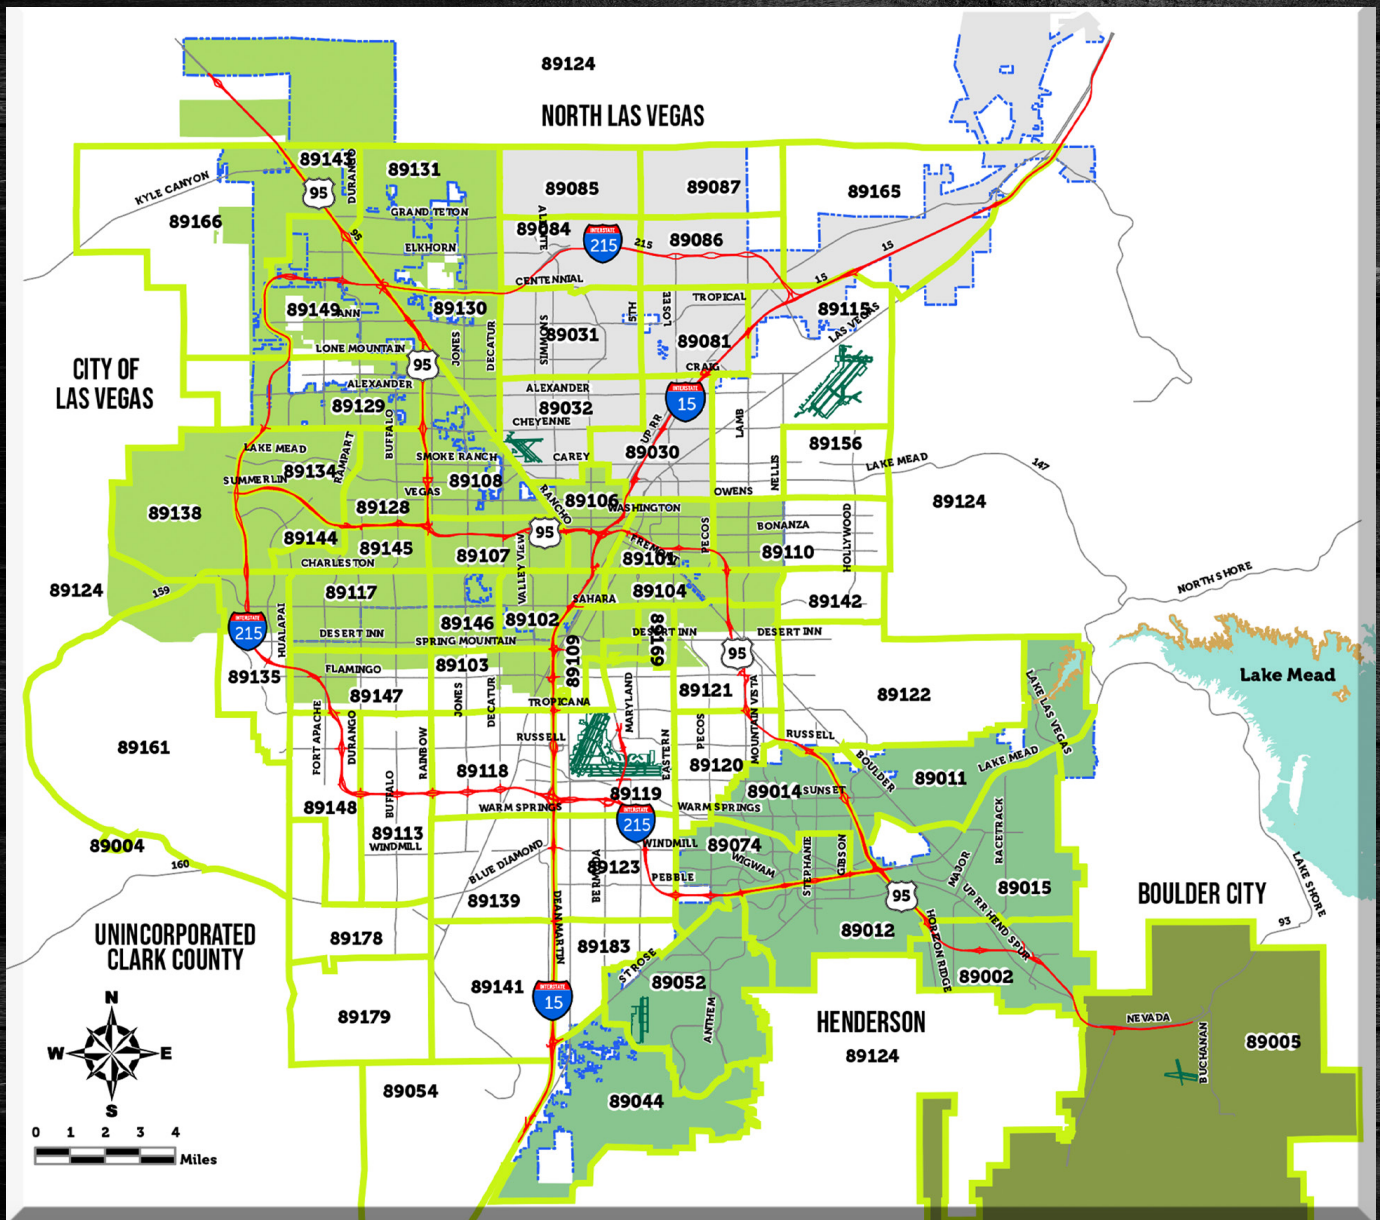 89124
NORTH LAS VEGAS
89143
DURANGO
89131
KYLE CANYON
95
89085
89087
89165
89166
GRAND TETON
ALIANTE
89084
INTERSTATE
215
215
89086
95
ELKHORN
15
CENTENNIAL
15
TROPICAL
89149
ANN
89130
5TH
LOSEE
89115
LAS VEGAS
SIMMONS
89031
JONES
DECATUR
89081
LONE MOUNTAIN
95
CRAIG
CITY OF
LAS VEGAS
ALEXANDER
ALEXANDER
INTERSTATE
15
89129
89032
BUFFALO
CHEYENNE
LAMB
UP RR
89156
LAKE MEAD
RAMPART
SMOKE RANCH
CAREY
89030
LAKE MEAD
147
SUMMERLIN
89134
89108
NELLIS
VEGAS
OWENS
RANCHO
89106
89124
89138
89128
WASHINGTON
HOLLYWOOD
BONANZA
95
PECOS
89144
89145
89107
VALLEY VIEW
FREMONT
89101
89110
CHARLESTON
NORTH SHORE
89124
159
89117
89104
SAHARA
89142
INTERSTATE
215
HUALAPAI
89146
89102
DESERT INN
SPRING MOUNTAIN
89109
DESERT INN
89169
DESERT INN
95
89135
FLAMINGO
89103
Lake Mead
89147
JONES
DECATUR
TROPICANA
MARYLAND
89121
MOUNTAIN VISTA
89122
LAKE LAS VEGAS
FORT APACHE
DURANGO
RAINBOW
RUSSELL
EASTERN
PECOS
RUSSELL
89161
89118
89120
BOULDER
LAKE MEAD
89011
89148
BUFFALO
89119
89014
SUNSET
WARM SPRINGS
WARM SPRINGS
INTERSTATE
215
89113
WINDMILL
RACETRACK
89004
160
BLUE DIAMOND
WINDMILL
89074
STEPHANIE
GIBSON
BERMUDA
89123
WIGWAM
MAJOR
LAKE SHORE
PEBBLE
95
89015
BOULDER CITY
89139
DEAN MARTIN
UP RR HEND SPUR
93
UNINCORPORATED
CLARK COUNTY
89178
89183
89012
HORIZON RIDGE
ST ROSE
89002
89141
89052
INTERSTATE
15
89179
ANTHEM
HENDERSON
89124
NEVADA
BUCHANAN
89005
N
W
E
S
89054
89044
0 1 2 3 4
Miles